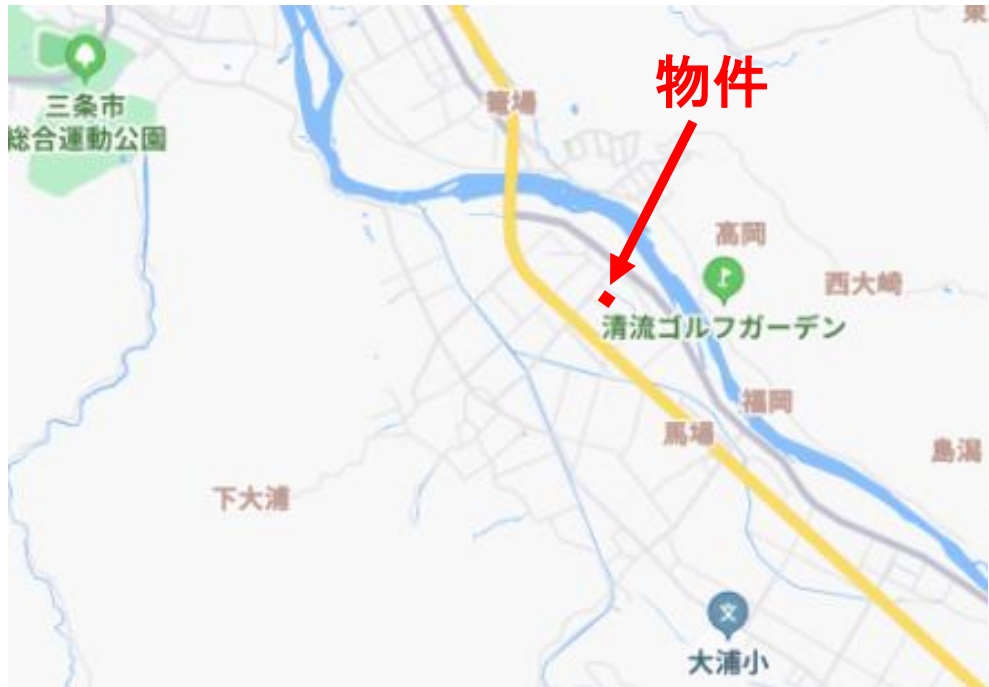 東
三条市
総合運動公園
篭場
物件
高岡
西大崎
清流ゴルフガーデン
福岡
馬場
島潟
下大浦
大浦小